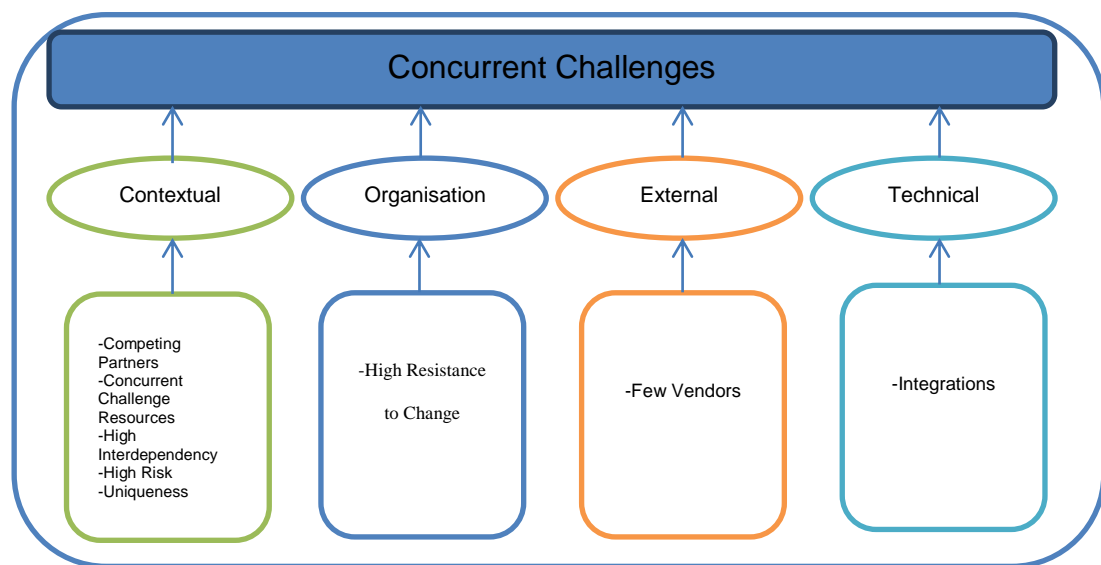 Concurrent Challenges
Contextual
Organisation
External
Technical
-Competing
Partners
-Concurrent
Challenge
Resources
-High
Interdependency
-High Risk
-Uniqueness
-High Resistance
to Change
-Few Vendors
-Integrations